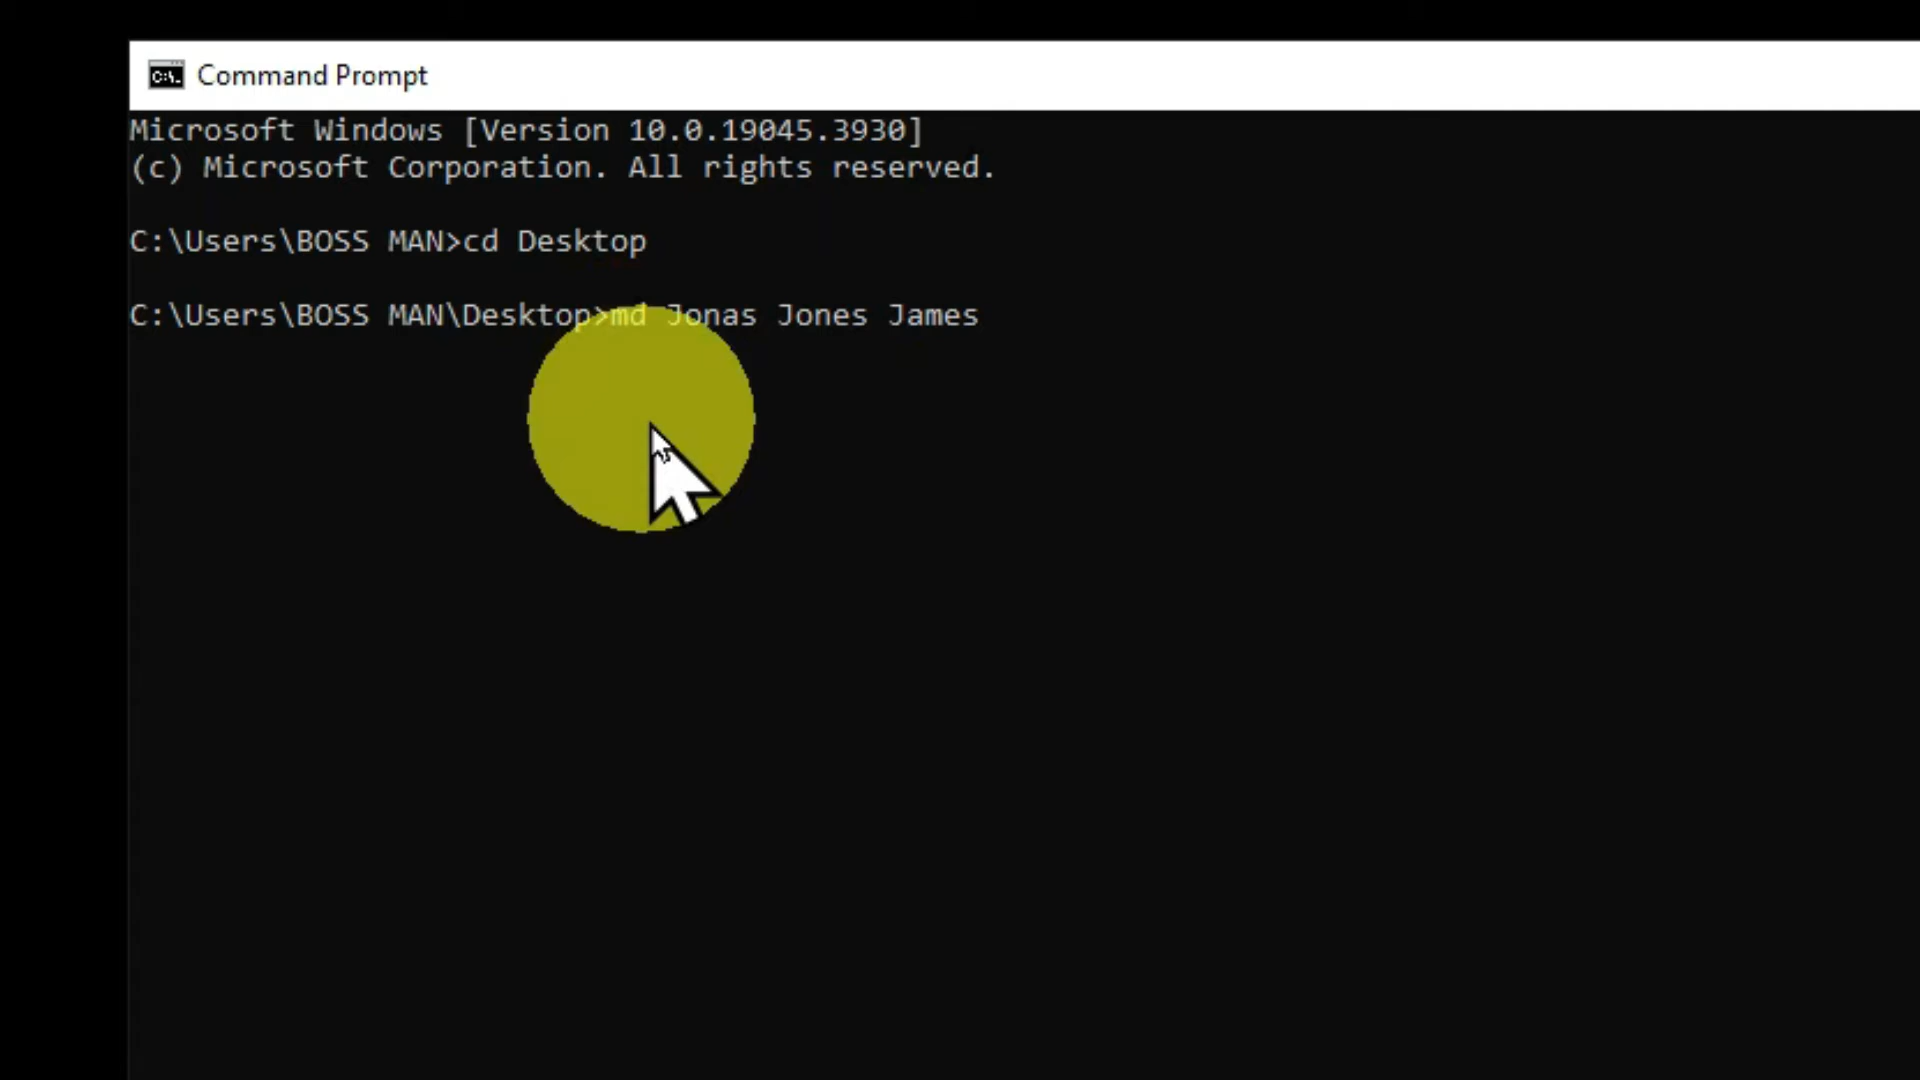 Command Prompt
Microsoft Windows [Version 10.0.19045.3930]
(c) Microsoft Corporation. All rights reserved.
C:\Users\BOSS MAN>cd Desktop
C:\Users\BOSS MAN\Desktop>md Jonas Jones James